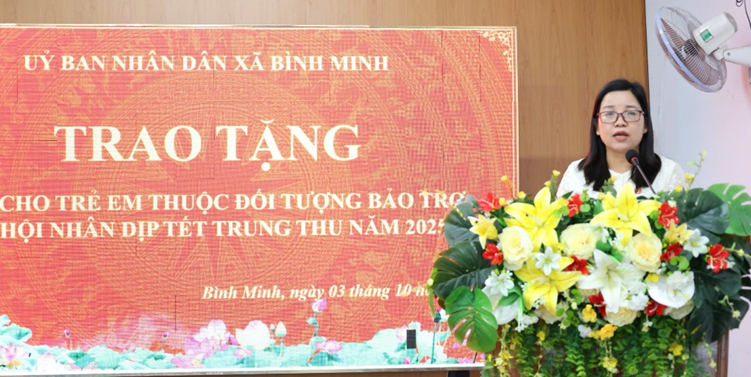 UỶ BAN NHÂN DÂN XÃ BÌNH MINH
TRAO TẶNG
CHO TRẺ EM THUỘC ĐỐI TƯỢNG BẢO TRỢ
HỘI NHÂN DỊP TẾT TRUNG THU NĂM 2025
Bình Minh, ngày 03 tháng 10